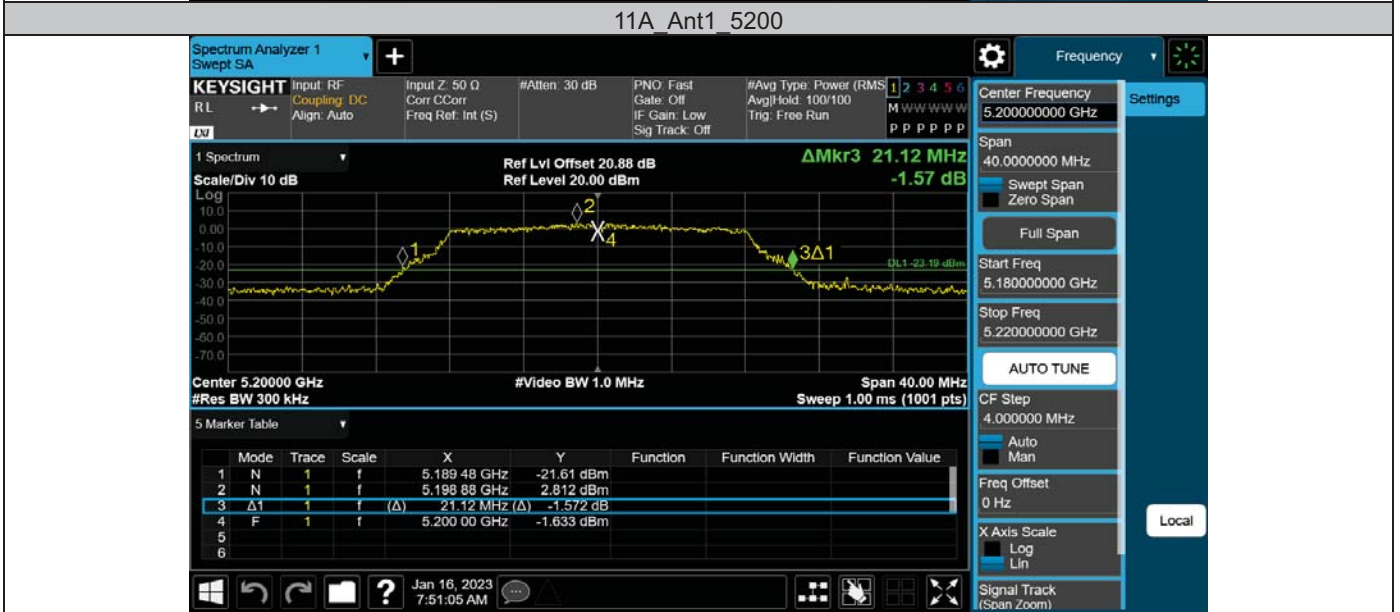 11A_Ant1_5200
Spectrum Analyzer 1
Swept SA
+
Frequency
KEYSIGHT
RL
LXI
Input: RF
Coupling: DC
Align: Auto
Input Z: 50 Ω
Corr CCorr
Freq Ref: Int (S)
#Atten: 30 dB
PNO: Fast
Gate: Off
IF Gain: Low
Sig Track: Off
#Avg Type: Power (RMS
Avg|Hold: 100/100
Trig: Free Run
1 2 3 4 5 6
M W W W W W
P P P P P P
1 Spectrum
Scale/Div 10 dB
Ref Lvl Offset 20.88 dB
Ref Level 20.00 dBm
ΔMkr3 21.12 MHz
-1.57 dB
Log
10.0
0.00
-10.0
-20.0
-30.0
-40.0
-50.0
-60.0
-70.0
1
2
4
3Δ1
DL1 -23.19 dBm
Center 5.20000 GHz
#Res BW 300 kHz
#Video BW 1.0 MHz
Span 40.00 MHz
Sweep 1.00 ms (1001 pts)
5 Marker Table
Mode Trace Scale X Y Function Function Width Function Value
1 N 1 f 5.189 48 GHz -21.61 dBm
2 N 1 f 5.198 88 GHz 2.812 dBm
3 Δ1 1 f (Δ) 21.12 MHz (Δ) -1.572 dB
4 F 1 f 5.200 00 GHz -1.633 dBm
5
6
Center Frequency
5.200000000 GHz
Settings
Span
40.0000000 MHz
Swept Span
Zero Span
Full Span
Start Freq
5.180000000 GHz
Stop Freq
5.220000000 GHz
AUTO TUNE
CF Step
4.000000 MHz
Auto
Man
Freq Offset
0 Hz
X Axis Scale
Log
Lin
Local
Signal Track
(Span Zoom)
?
Jan 16, 2023
7:51:05 AM